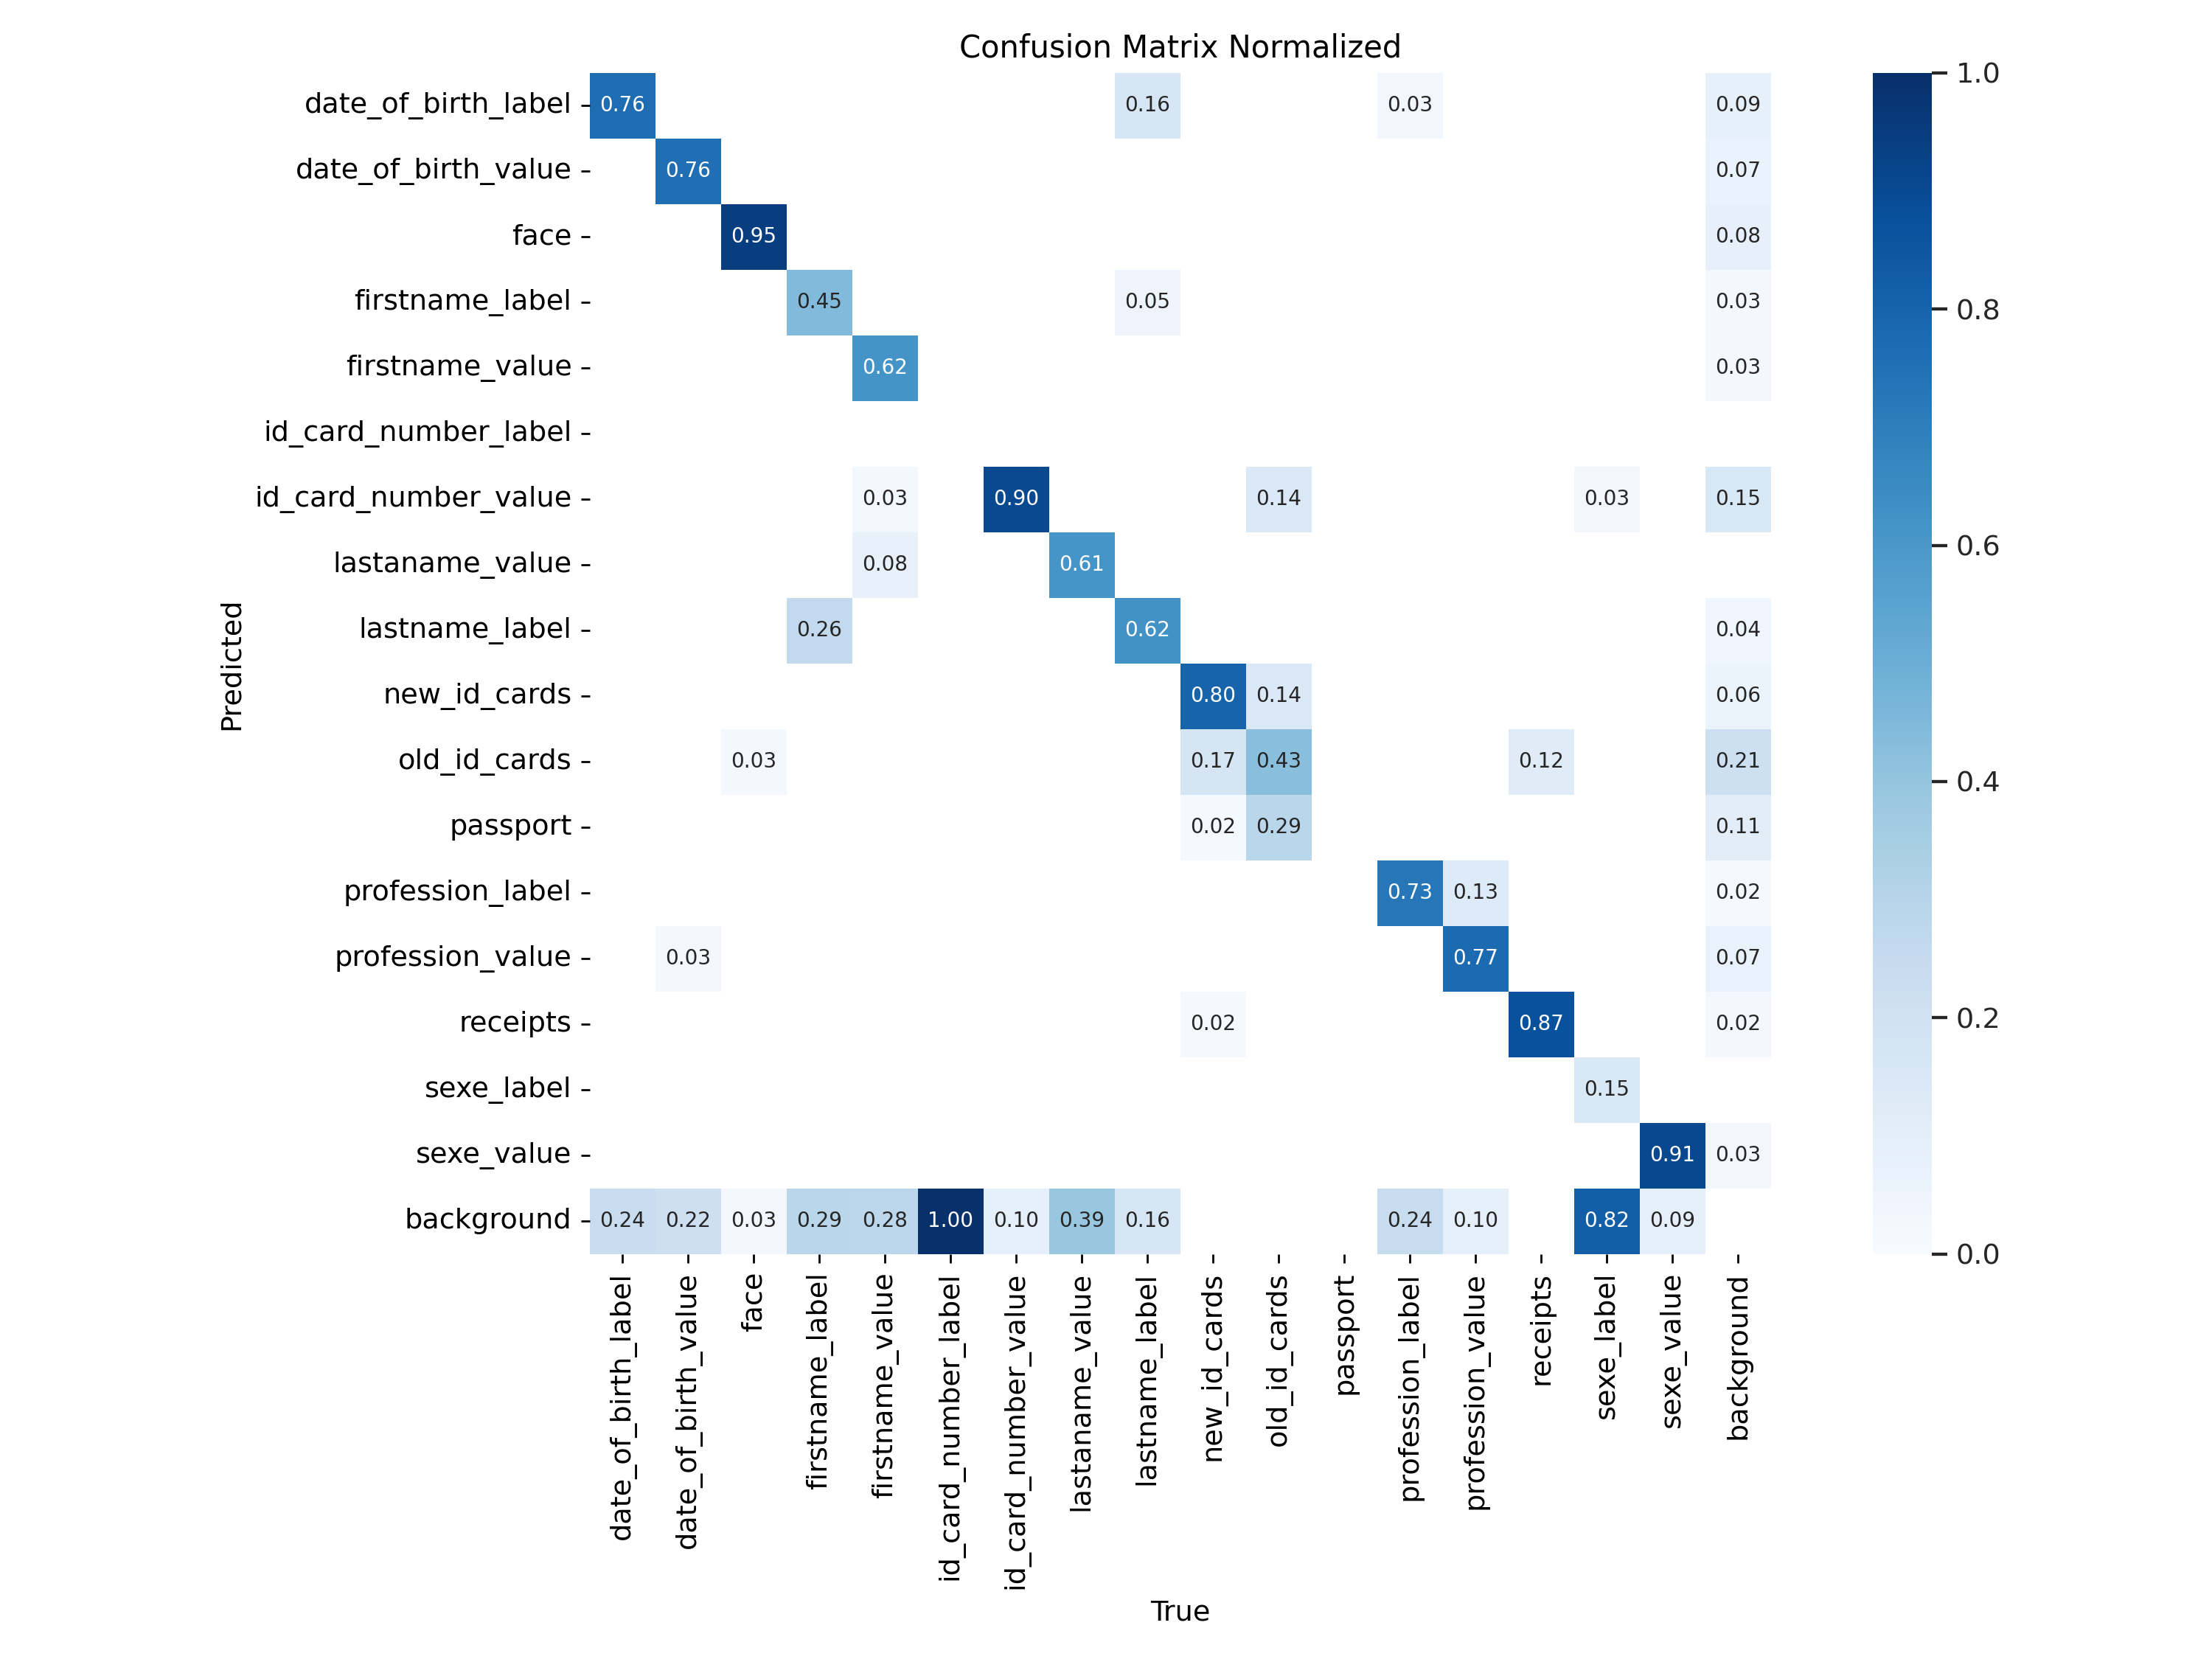 Confusion Matrix Normalized
date_of_birth_label 0.76 0.16 0.03 0.09 1.0
date_of_birth_value 0.76 0.07
face 0.95 0.08
firstname_label 0.45 0.05 0.03 0.8
firstname_value 0.62 0.03
id_card_number_label
id_card_number_value 0.03 0.90 0.14 0.03 0.15
lastaname_value 0.08 0.61 0.6
lastname_label 0.26 0.62 0.04
Predicted
new_id_cards 0.80 0.14 0.06
old_id_cards 0.03 0.17 0.43 0.12 0.21 0.4
passport 0.02 0.29 0.11
profession_label 0.73 0.13 0.02
profession_value 0.03 0.77 0.07
receipts 0.02 0.87 0.02 0.2
sexe_label 0.15
sexe_value 0.91 0.03
background 0.24 0.22 0.03 0.29 0.28 1.00 0.10 0.39 0.16 0.24 0.10 0.82 0.09 0.0
date_of_birth_label
date_of_birth_value
face
firstname_label
firstname_value
id_card_number_label
id_card_number_value
lastaname_value
lastname_label
new_id_cards
old_id_cards
passport
profession_label
profession_value
receipts
sexe_label
sexe_value
background
True